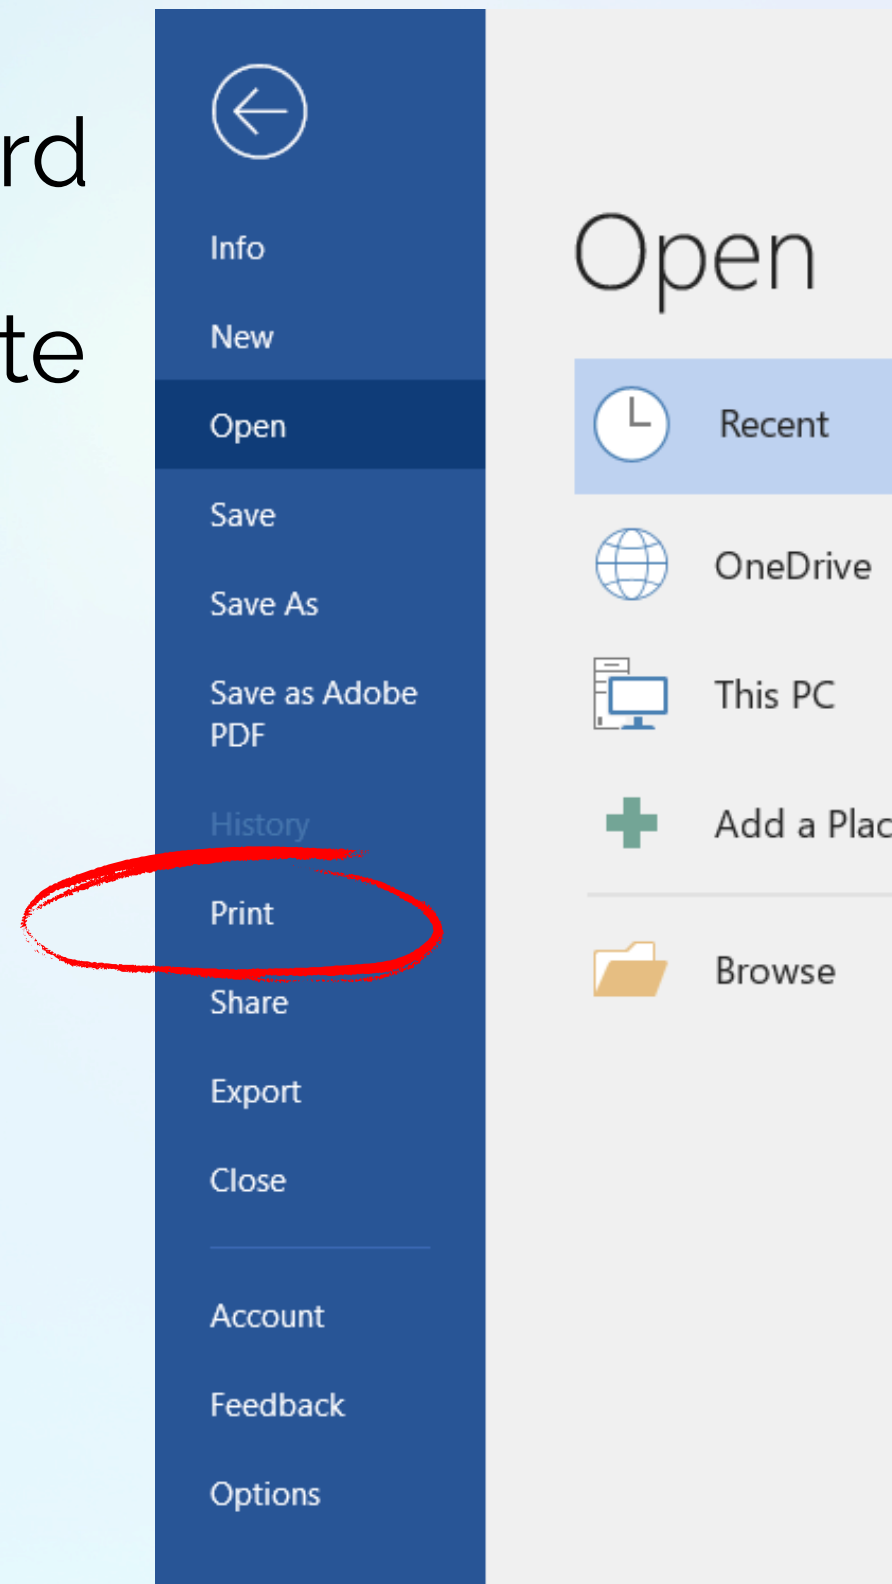 rd
te
Info
New
Open
Save
Save As
Save as Adobe
PDF
History
Print
Share
Export
Close
Account
Feedback
Options
Open
Recent
OneDrive
This PC
Add a Plac
Browse